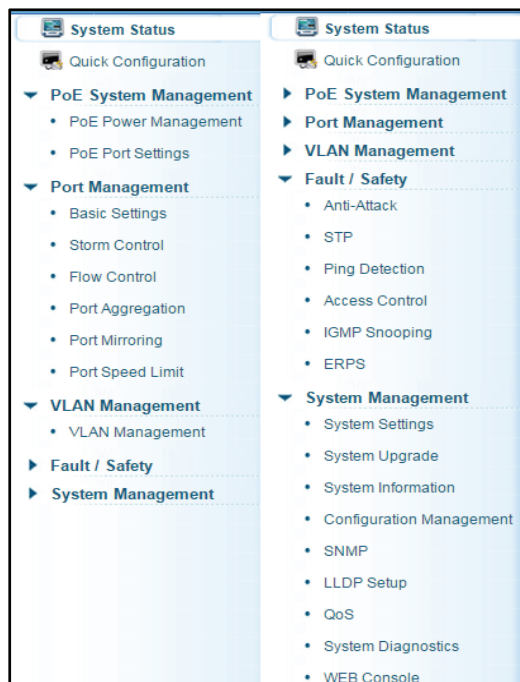 System Status
Quick Configuration
PoE System Management
PoE Power Management
PoE Port Settings
Port Management
Basic Settings
Storm Control
Flow Control
Port Aggregation
Port Mirroring
Port Speed Limit
VLAN Management
VLAN Management
Fault / Safety
System Management
System Status
Quick Configuration
PoE System Management
Port Management
VLAN Management
Fault / Safety
Anti-Attack
STP
Ping Detection
Access Control
IGMP Snooping
ERPS
System Management
System Settings
System Upgrade
System Information
Configuration Management
SNMP
LLDP Setup
QoS
System Diagnostics
WEB Console